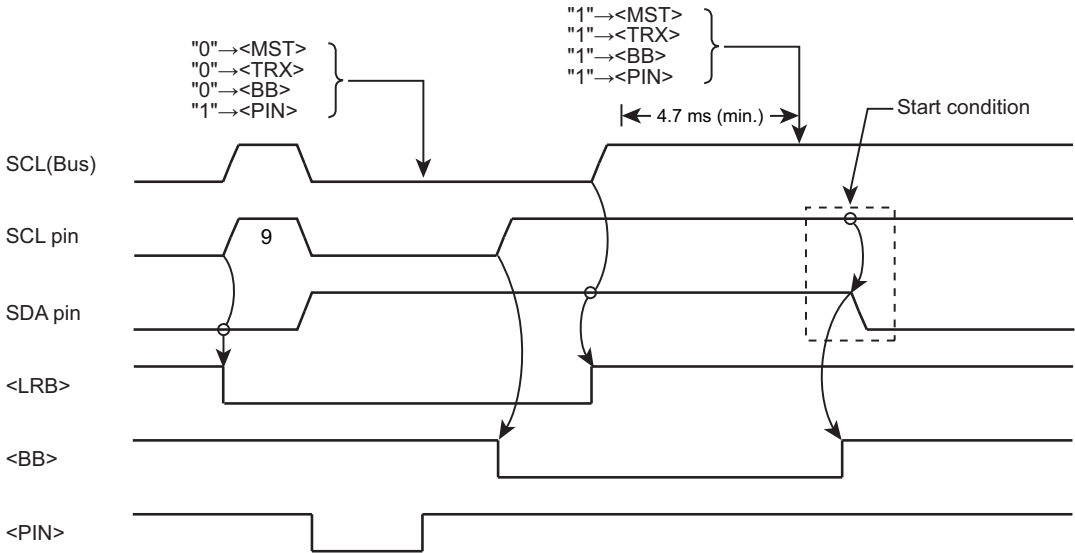 "0"→<MST>
"0"→<TRX>
"0"→<BB>
"1"→<PIN>
"1"→<MST>
"1"→<TRX>
"1"→<BB>
"1"→<PIN>
4.7 ms (min.)
Start condition
SCL(Bus)
SCL pin
9
SDA pin
<LRB>
<BB>
<PIN>